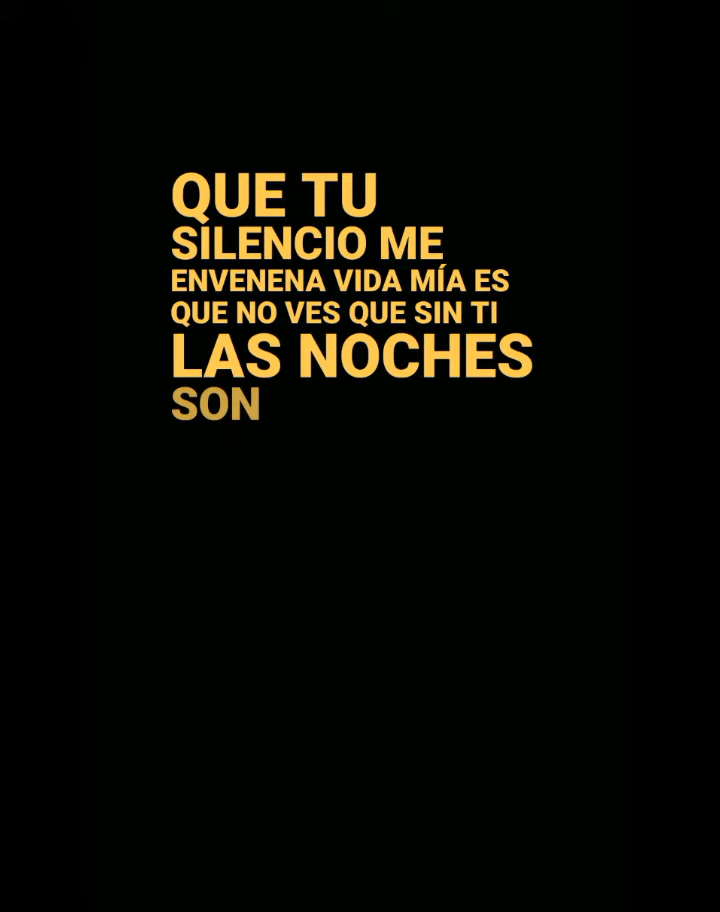 QUE TU
SILENCIO ME
ENVENENA VIDA MÍA ES
QUE NO VES QUE SIN TI
LAS NOCHES
SON